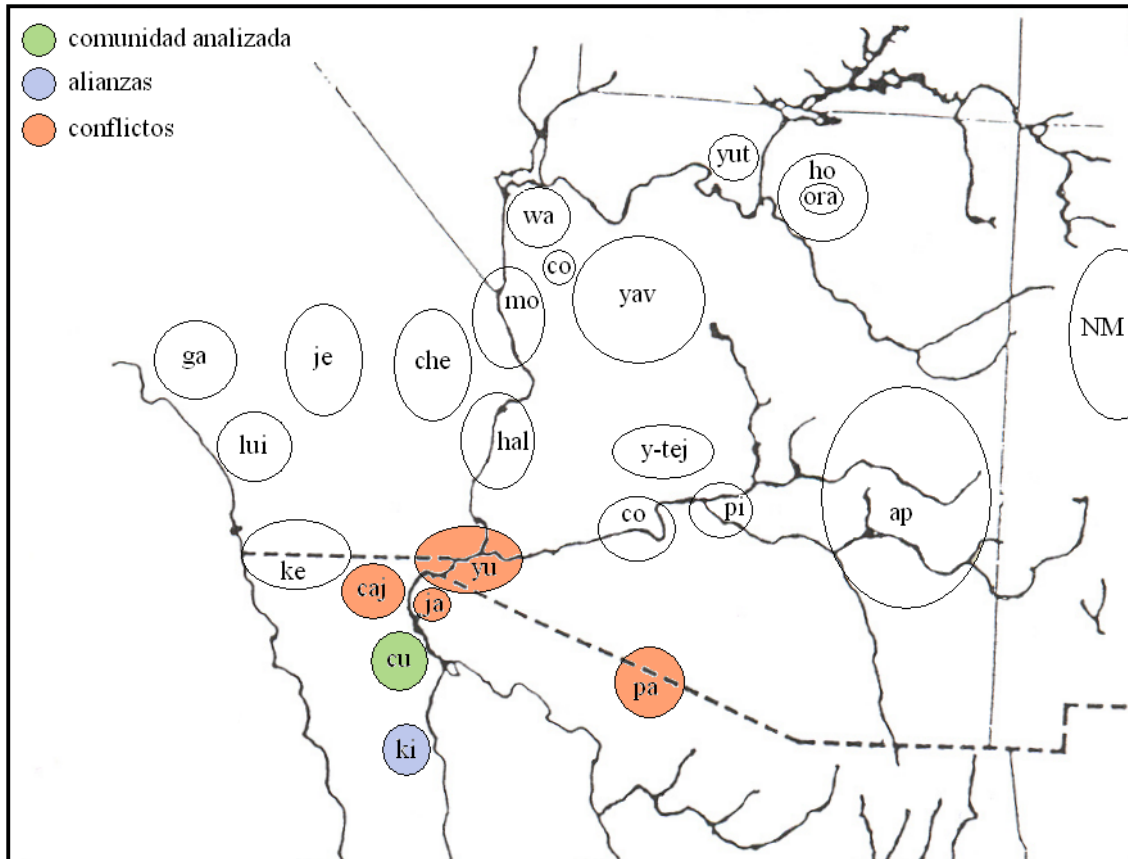 comunidad analizada
alianzas
conflictos
yut
ho
ora
wa
co
mo
yav
NM
ga
je
che
lui
hal
y-tej
co
pi
ap
ke
yu
caj
ja
cu
pa
ki